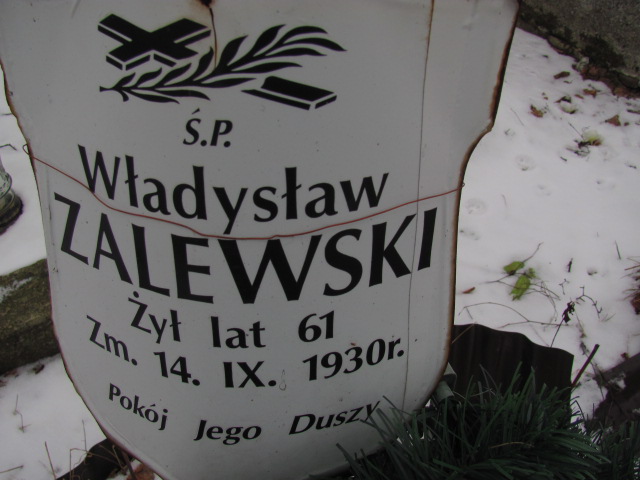 Ś.P.
Władysław
ZALEWSKI
Żył lat 61
Zm. 14. IX. 1930r.
Pokój Jego Duszy